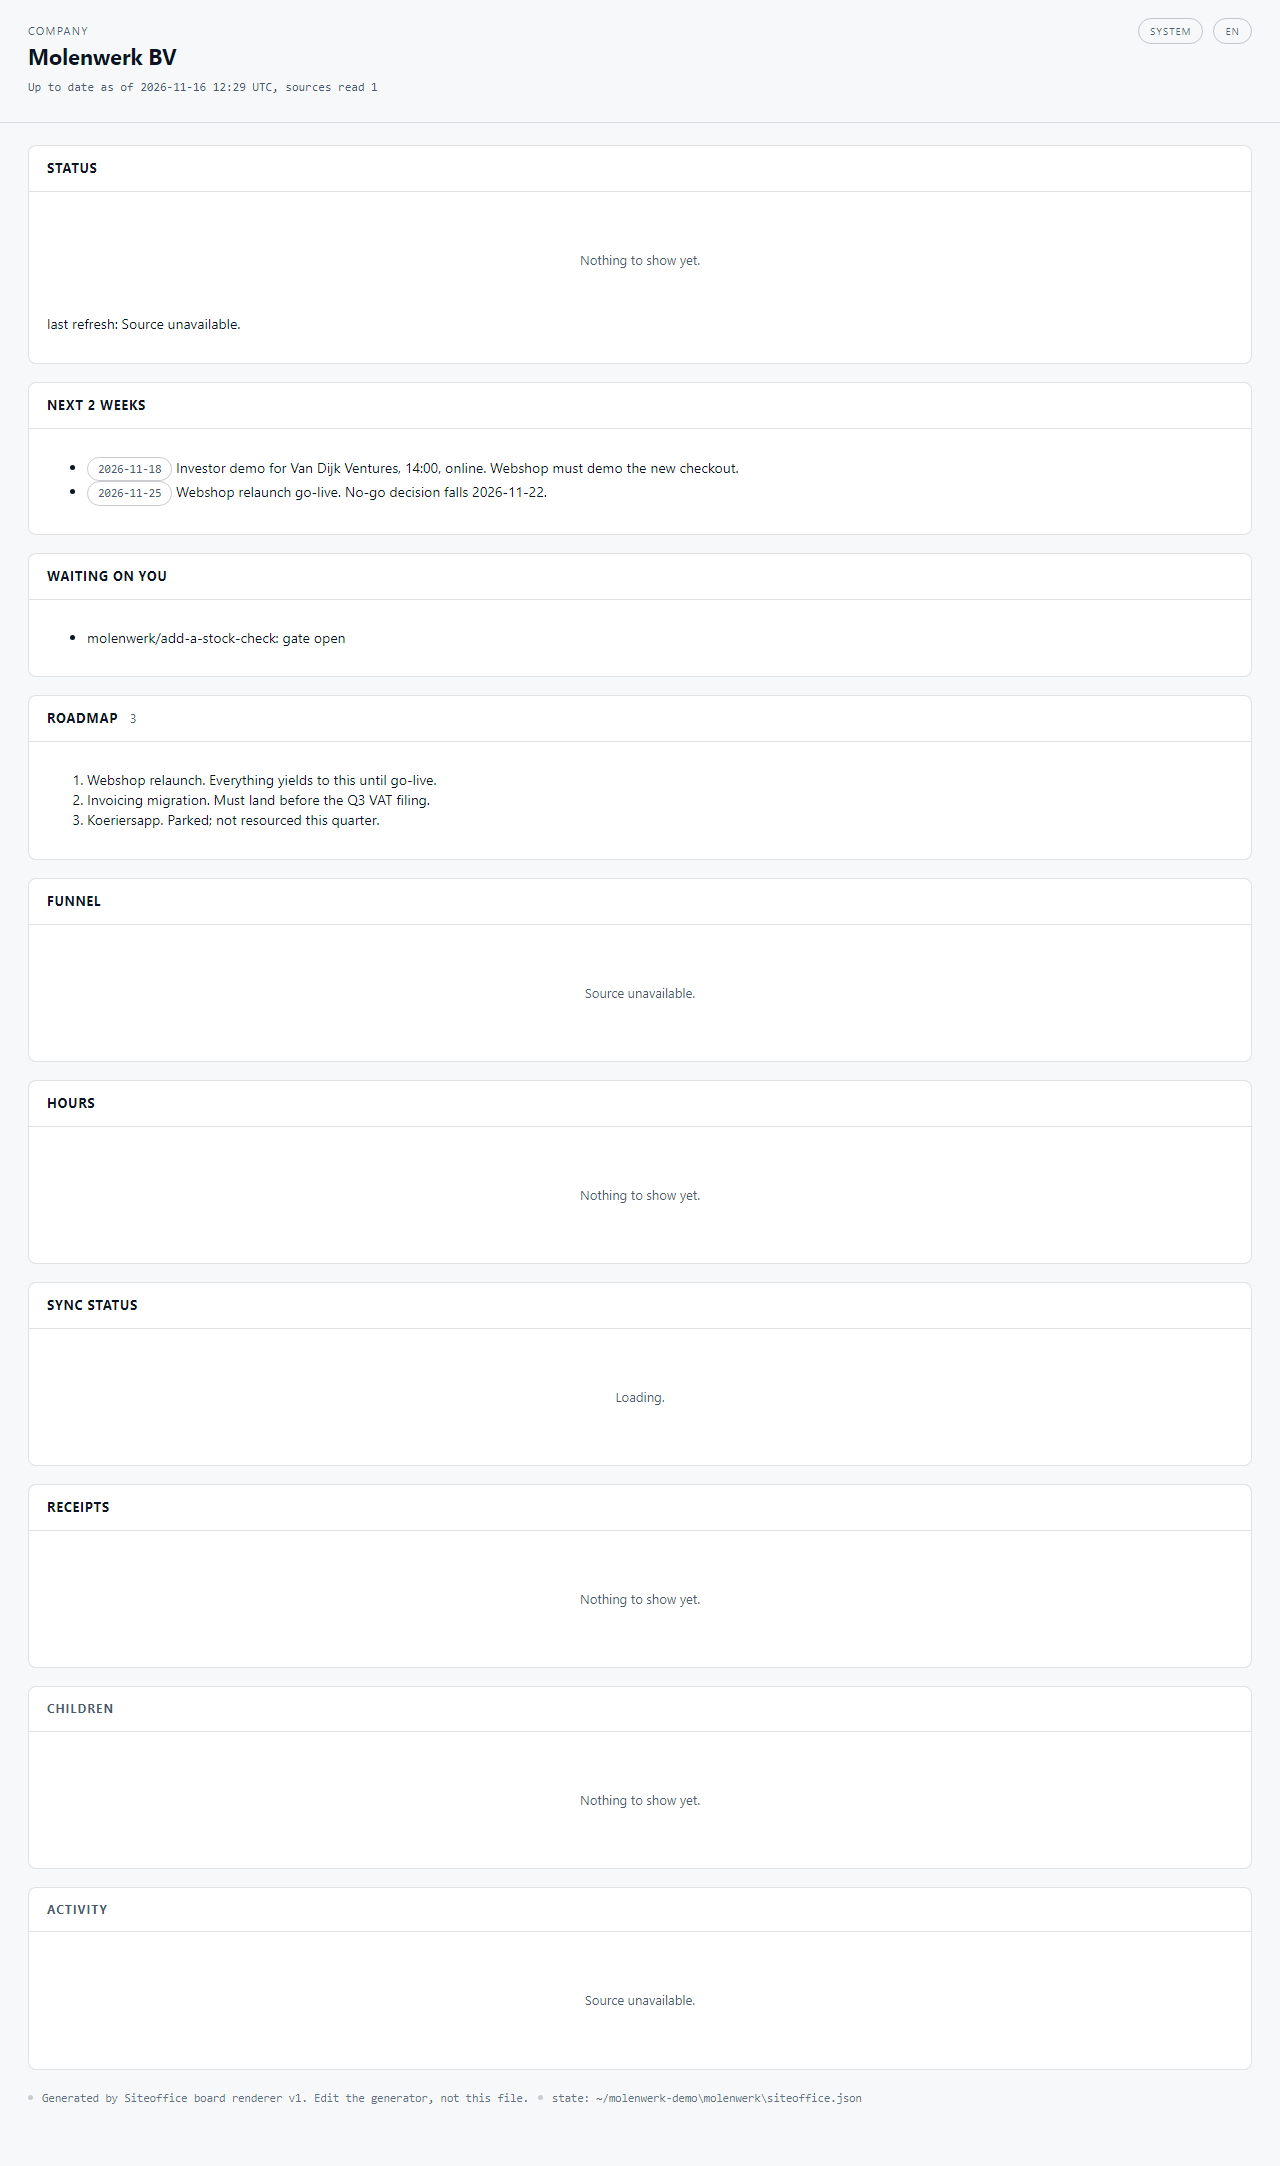 COMPANY
SYSTEM
EN
Molenwerk BV
Up to date as of 2026-11-16 12:29 UTC, sources read 1
STATUS
Nothing to show yet.
last refresh: Source unavailable.
NEXT 2 WEEKS
• 2026-11-18 Investor demo for Van Dijk Ventures, 14:00, online. Webshop must demo the new checkout.
• 2026-11-25 Webshop relaunch go-live. No-go decision falls 2026-11-22.
WAITING ON YOU
• molenwerk/add-a-stock-check: gate open
ROADMAP 3
1. Webshop relaunch. Everything yields to this until go-live.
2. Invoicing migration. Must land before the Q3 VAT filing.
3. Koeriersapp. Parked; not resourced this quarter.
FUNNEL
Source unavailable.
HOURS
Nothing to show yet.
SYNC STATUS
Loading.
RECEIPTS
Nothing to show yet.
CHILDREN
Nothing to show yet.
ACTIVITY
Source unavailable.
• Generated by Siteoffice board renderer v1. Edit the generator, not this file. • state: ~/molenwerk-demo\molenwerk\siteoffice.json